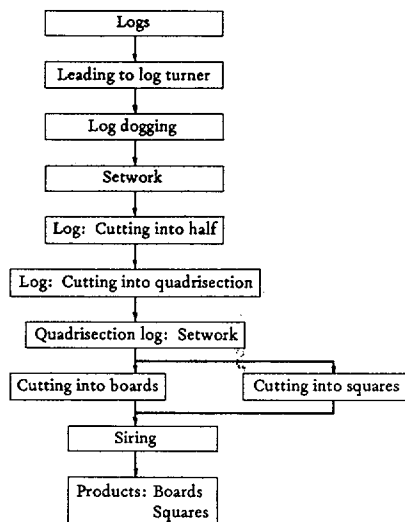 Logs
Leading to log turner
Log dogging
Setwork
Log: Cutting into half
Log: Cutting into quadrisection
Quadrisection log: Setwork
Cutting into boards
Cutting into squares
Siring
Products: Boards
Squares